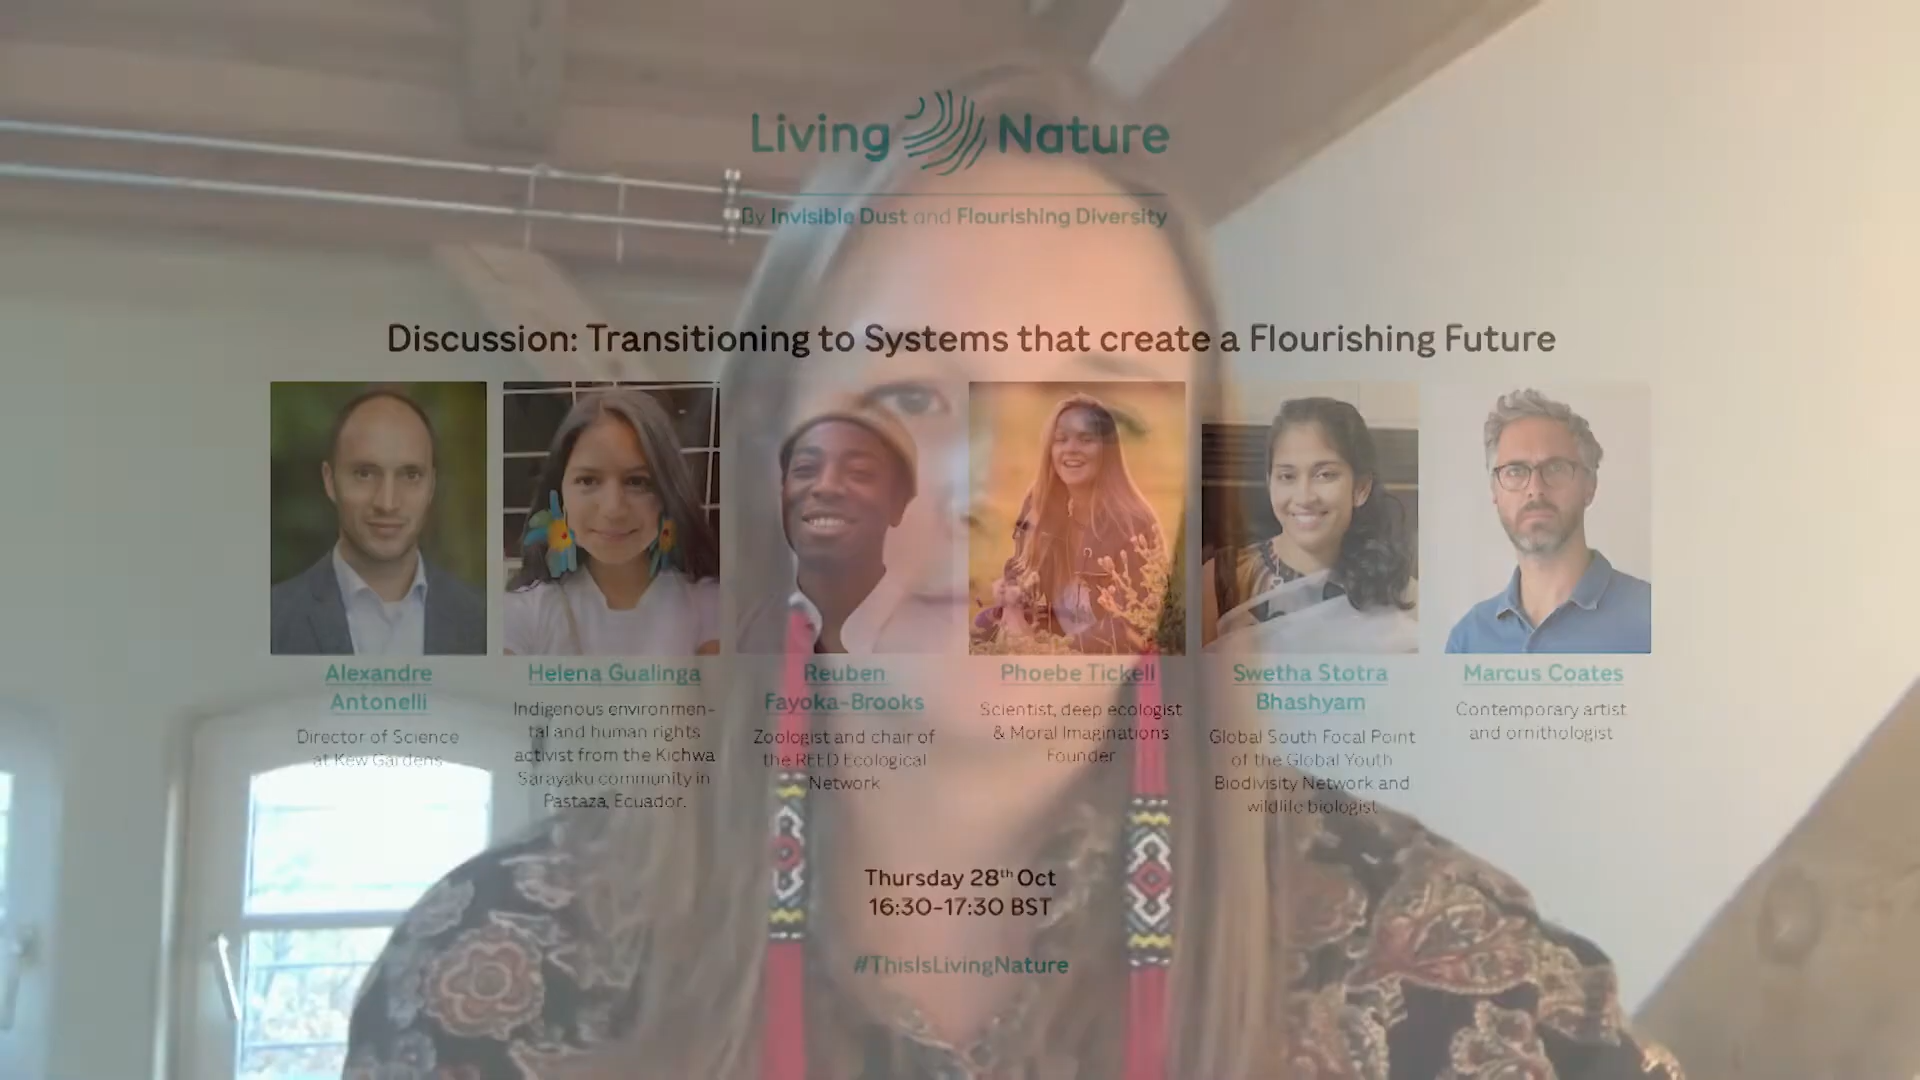 Living Nature
By Invisible Dust and Flourishing Diversity
Discussion: Transitioning to Systems that create a Flourishing Future
Alexandre
Antonelli
Director of Science
at Kew Gardens
Helena Gualinga
Indigenous environmen-
tal and human rights
activist from the Kichwa
Sarayaku community in
Pastaza, Ecuador.
Reuben
Fayoka-Brooks
Zoologist and chair of
the REED Ecological
Network
Phoebe Tickell
Scientist, deep ecologist
& Moral Imaginations
Founder
Swetha Stotra
Bhashyam
Global South Focal Point
of the Global Youth
Biodivisity Network and
wildlife biologist
Marcus Coates
Contemporary artist
and ornithologist
Thursday 28th Oct
16:30-17:30 BST
#ThisIsLivingNature